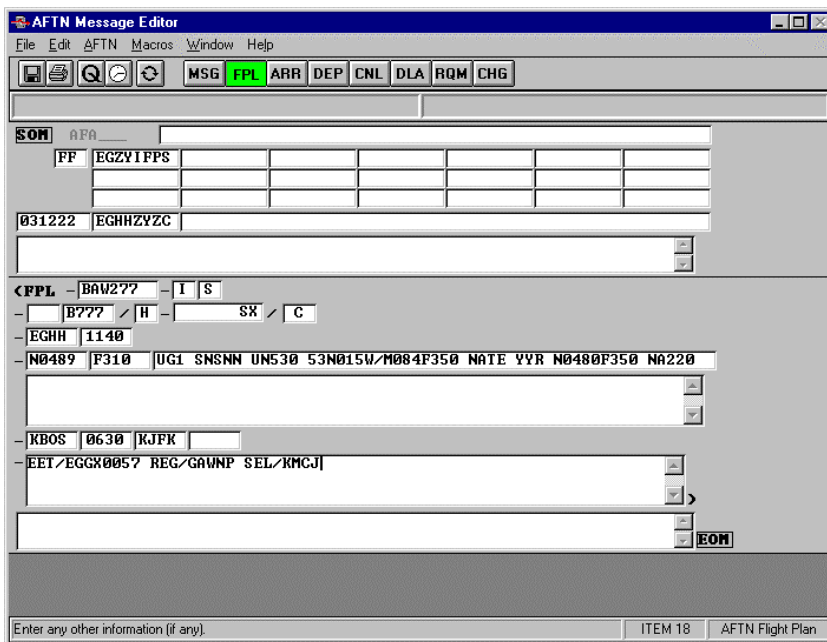 AFTN Message Editor
File Edit AFTN Macros Window Help
Q MSG FPL ARR DEP CNL DLA RQM CHG
SOM AFA___
FF EGZYIFPS
031222 EGHHZYZC
<FPL -BAW277 -I S
- B777 / H - SX / C
-EGHH 1140
-N0489 F310 UG1 SNSNN UN530 53N015W/M084F350 NATE YYR N0480F350 NA220
-KBOS 0630 KJFK
-EET/EGGX0057 REG/GAWNP SEL/KMCJ
>
EOM
Enter any other information (if any). ITEM 18 AFTN Flight Plan